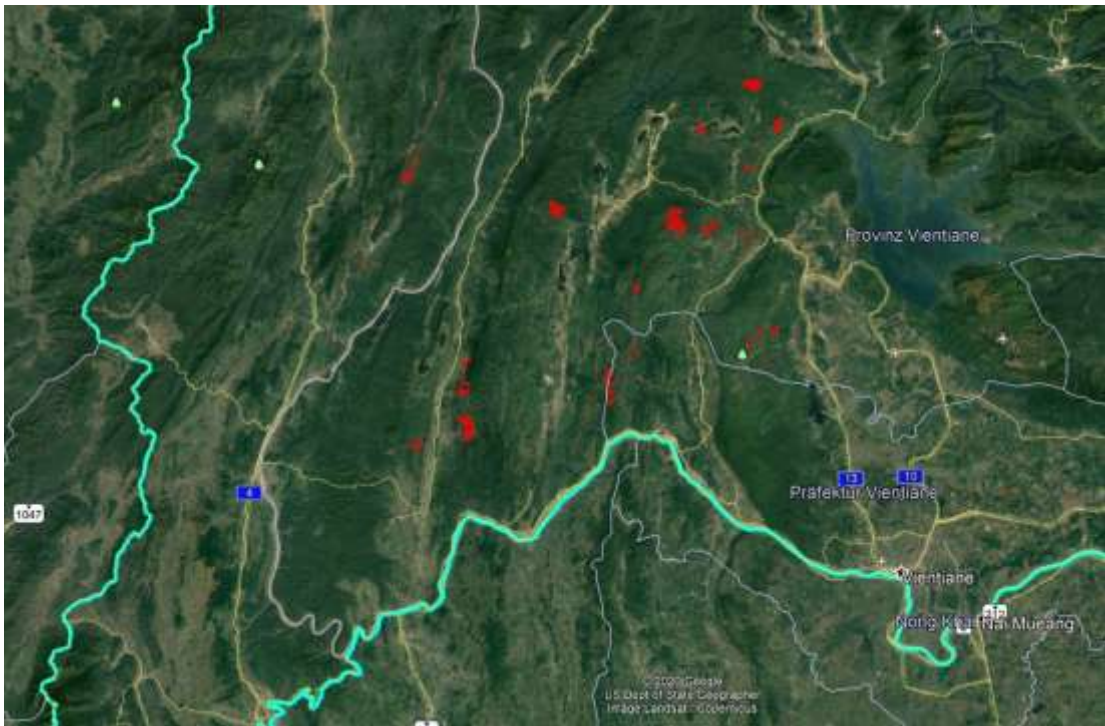 Provinz Vientiane
1047
4
13
10
Präfektur Vientiane
Vientiane
212
Nong Khai
Nai Mueang
© 2020 Google
US Dept of State Geographer
Image Landsat / Copernicus